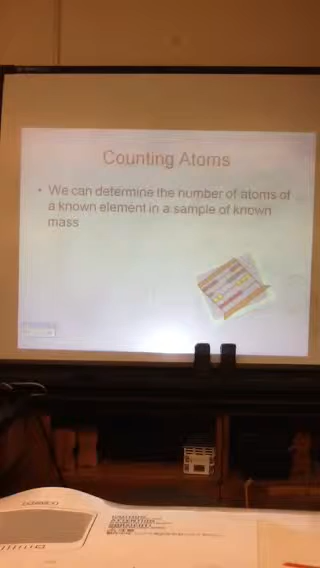 Counting Atoms
• We can determine the number of atoms of
a known element in a sample of known
mass